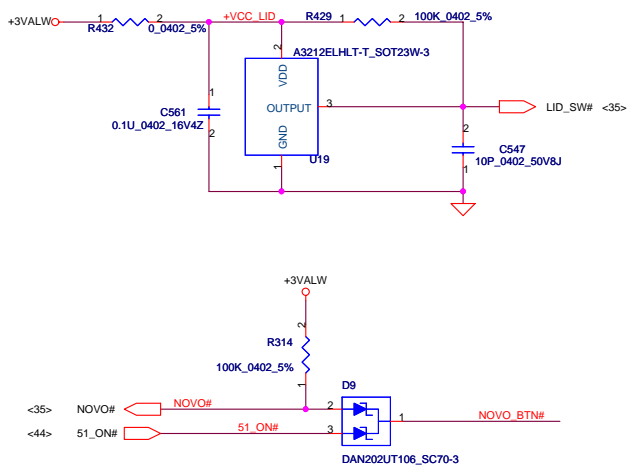 +3VALW
1
2
R432
0_0402_5%
+VCC_LID
R429
1
2
100K_0402_5%
A3212ELHLT-T_SOT23W-3
2
VDD
OUTPUT
3
GND
1
U19
1
C561
0.1U_0402_16V4Z
2
LID_SW# <35>
2
C547
10P_0402_50V8J
1
+3VALW
2
R314
100K_0402_5%
1
D9
<35> NOVO# NOVO# 2
1 NOVO_BTN#
<44> 51_ON# 51_ON# 3
DAN202UT106_SC70-3